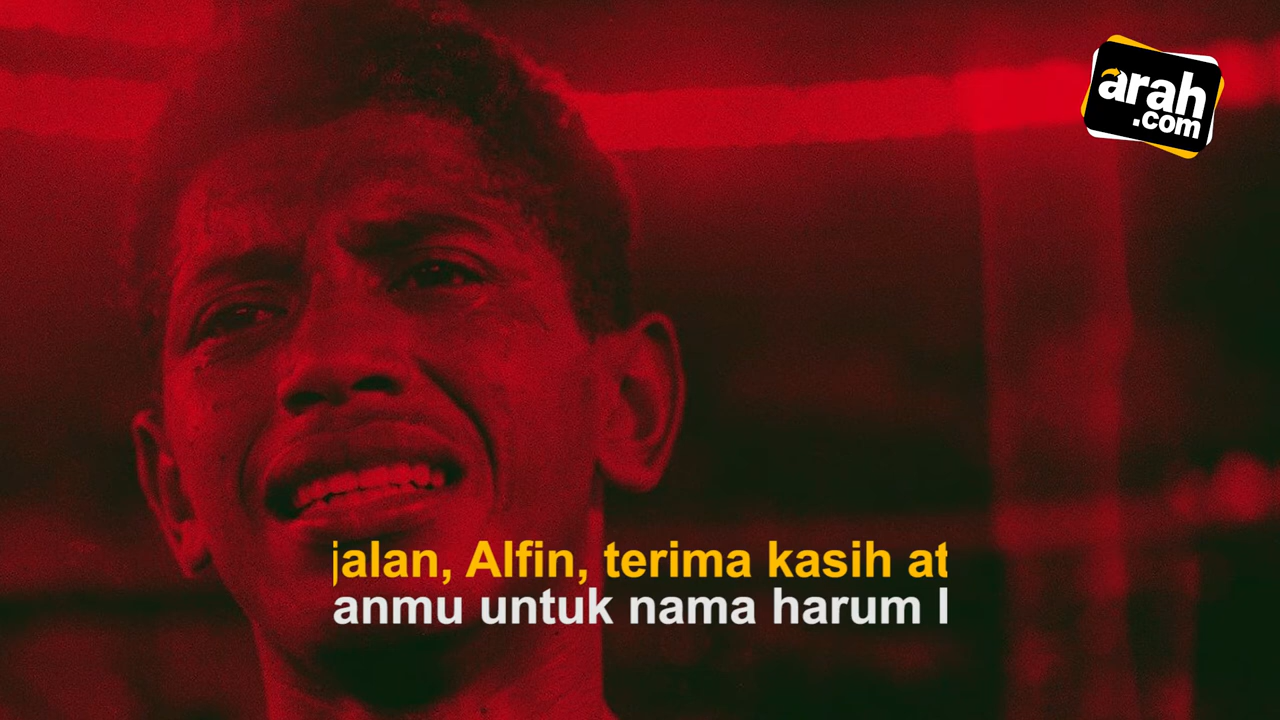 arah
.com
jalan, Alfin, terima kasih at
anmu untuk nama harum